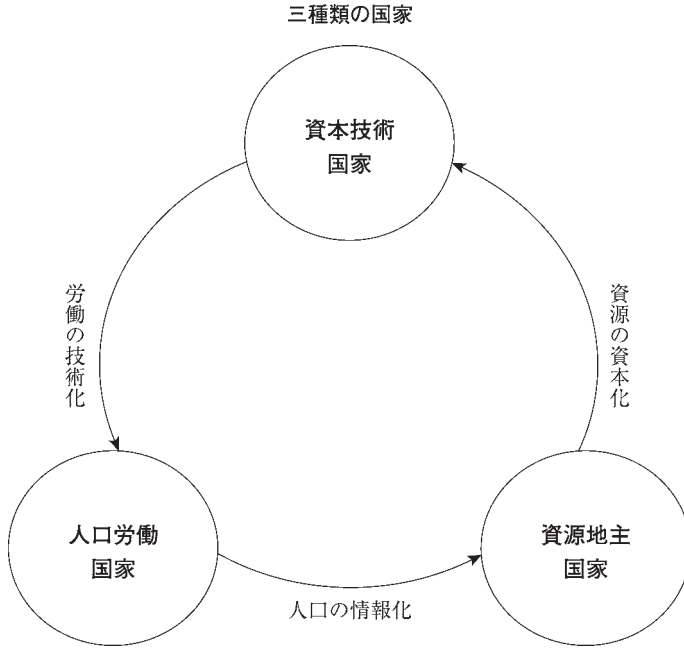 三種類の国家
資本技術
国家
労働の技術化
資源の資本化
人口労働
国家
資源地主
国家
人口の情報化